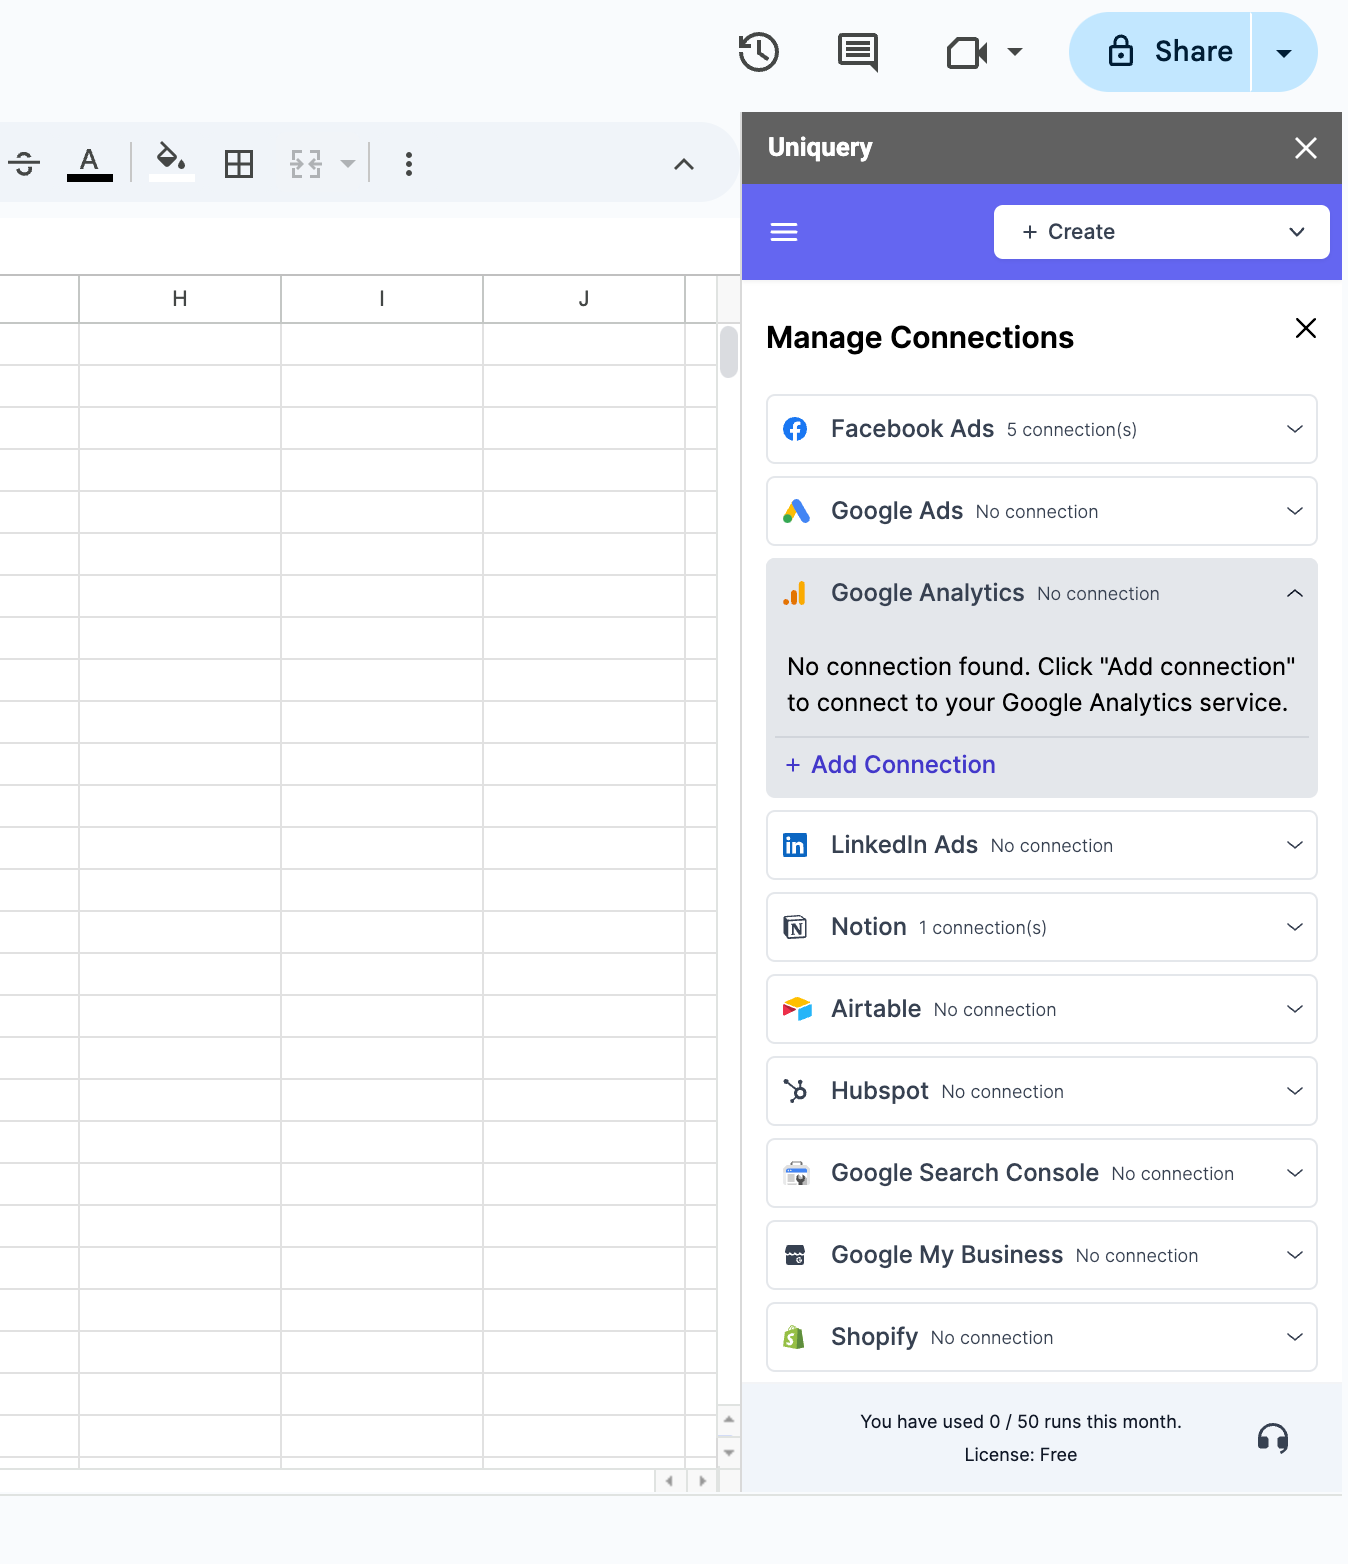 Share
A
Uniquery
+ Create
H I J
Manage Connections
Facebook Ads 5 connection(s)
Google Ads No connection
Google Analytics No connection
No connection found. Click "Add connection"
to connect to your Google Analytics service.
+ Add Connection
LinkedIn Ads No connection
Notion 1 connection(s)
Airtable No connection
Hubspot No connection
Google Search Console No connection
Google My Business No connection
Shopify No connection
You have used 0 / 50 runs this month.
License: Free